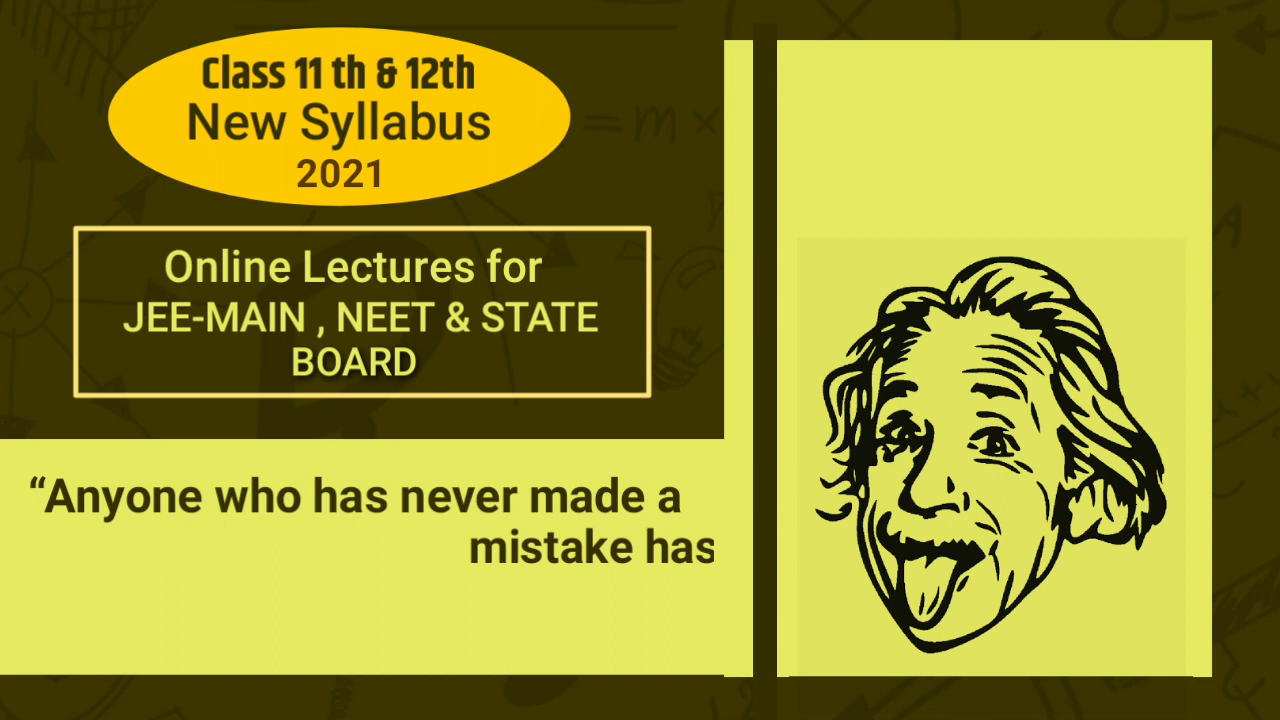 Class 11 th & 12th
New Syllabus
2021
= m ×
Online Lectures for
JEE-MAIN , NEET & STATE
BOARD
“Anyone who has never made a
mistake has